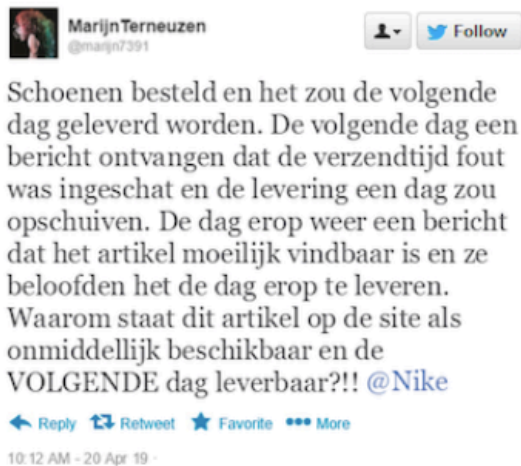 MarijnTerneuzen
@marijn7391
Follow
Schoenen besteld en het zou de volgende
dag geleverd worden. De volgende dag een
bericht ontvangen dat de verzendtijd fout
was ingeschat en de levering een dag zou
opschuiven. De dag erop weer een bericht
dat het artikel moeilijk vindbaar is en ze
beloofden het de dag erop te leveren.
Waarom staat dit artikel op de site als
onmiddellijk beschikbaar en de
VOLGENDE dag leverbaar?!! @Nike
Reply Retweet Favorite More
10:12 AM - 20 Apr 19 ·